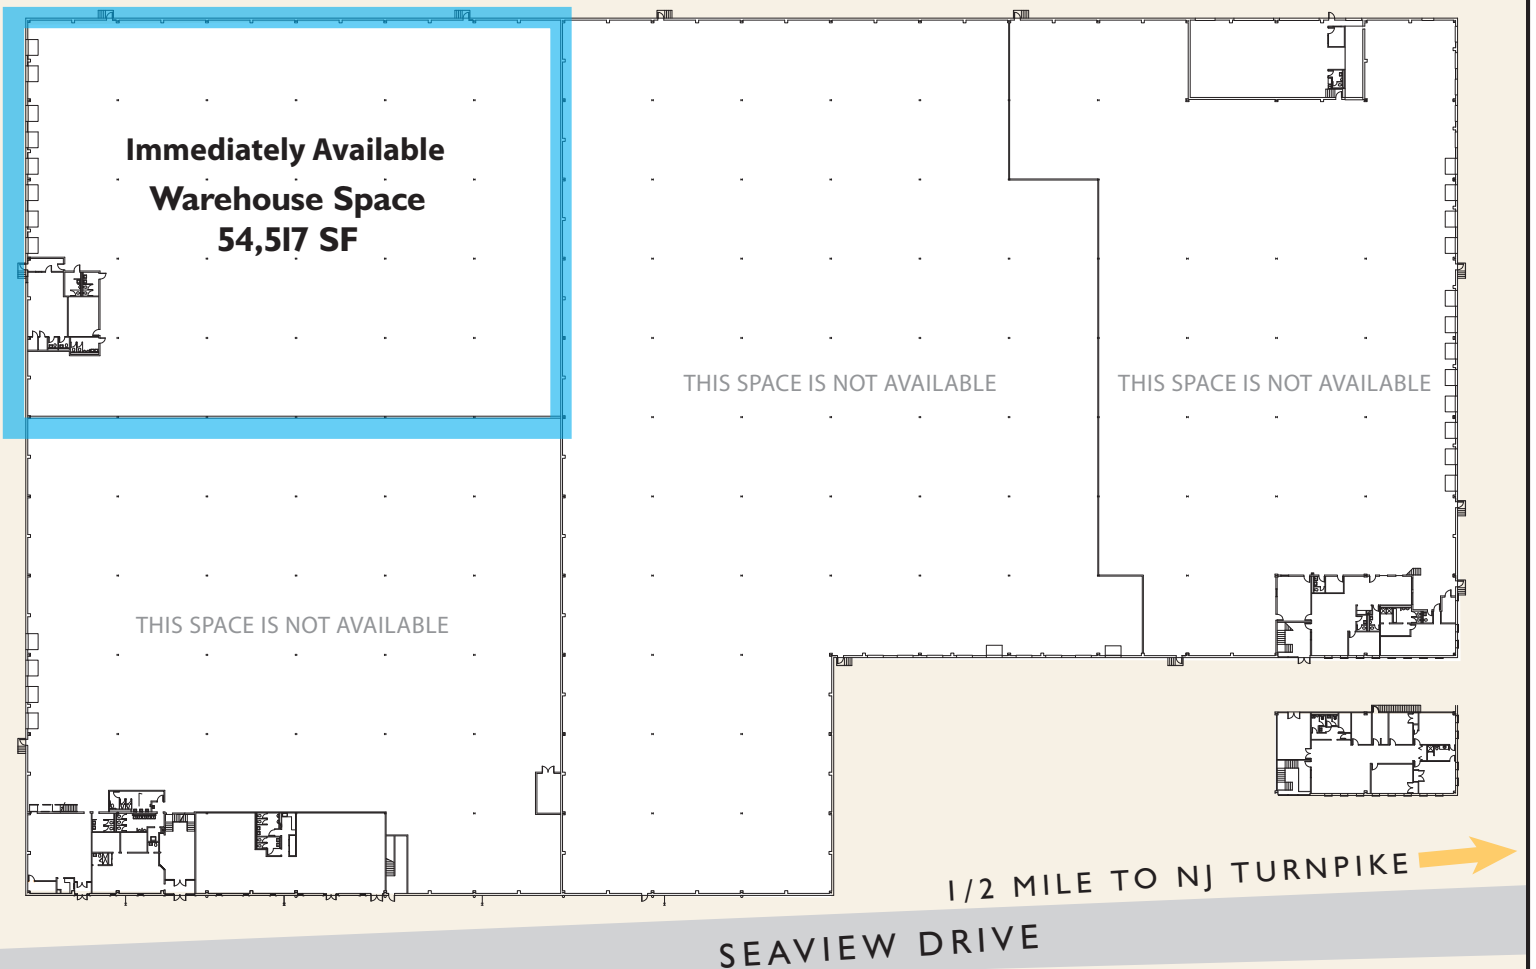 Immediately Available
Warehouse Space
54,517 SF
THIS SPACE IS NOT AVAILABLE
THIS SPACE IS NOT AVAILABLE
THIS SPACE IS NOT AVAILABLE
1/2 MILE TO NJ TURNPIKE
SEAVIEW DRIVE